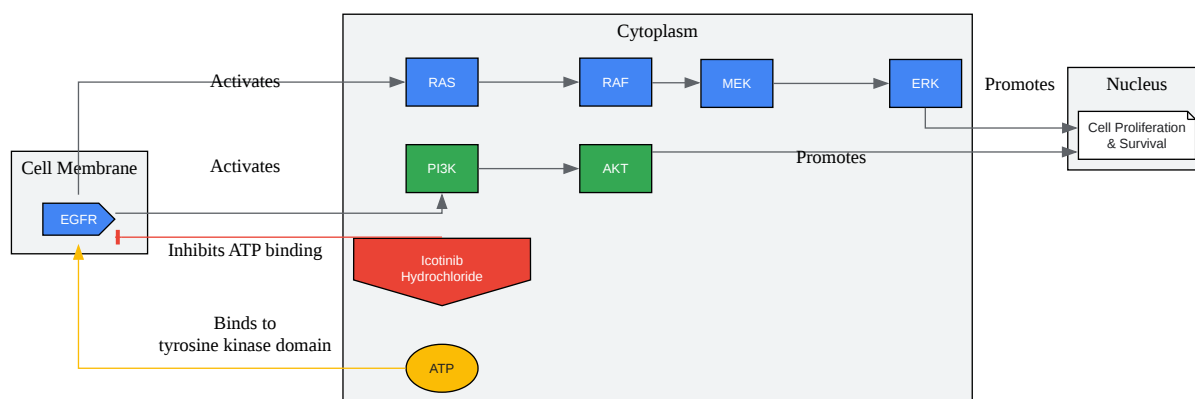 Cytoplasm
Activates
RAS
RAF
MEK
ERK
Promotes
Nucleus
Cell Proliferation
& Survival
Cell Membrane
Activates
PI3K
AKT
Promotes
EGFR
Inhibits ATP binding
Icotinib
Hydrochloride
Binds to
tyrosine kinase domain
ATP